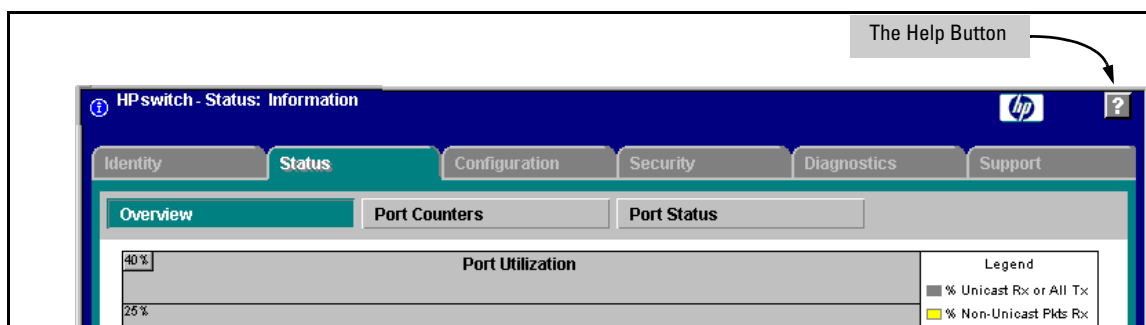 The Help Button
HPswitch - Status: Information
hp
?
Identity
Status
Configuration
Security
Diagnostics
Support
Overview
Port Counters
Port Status
40 %
Port Utilization
Legend
% Unicast Rx or All Tx
25 %
% Non-Unicast Pkts Rx